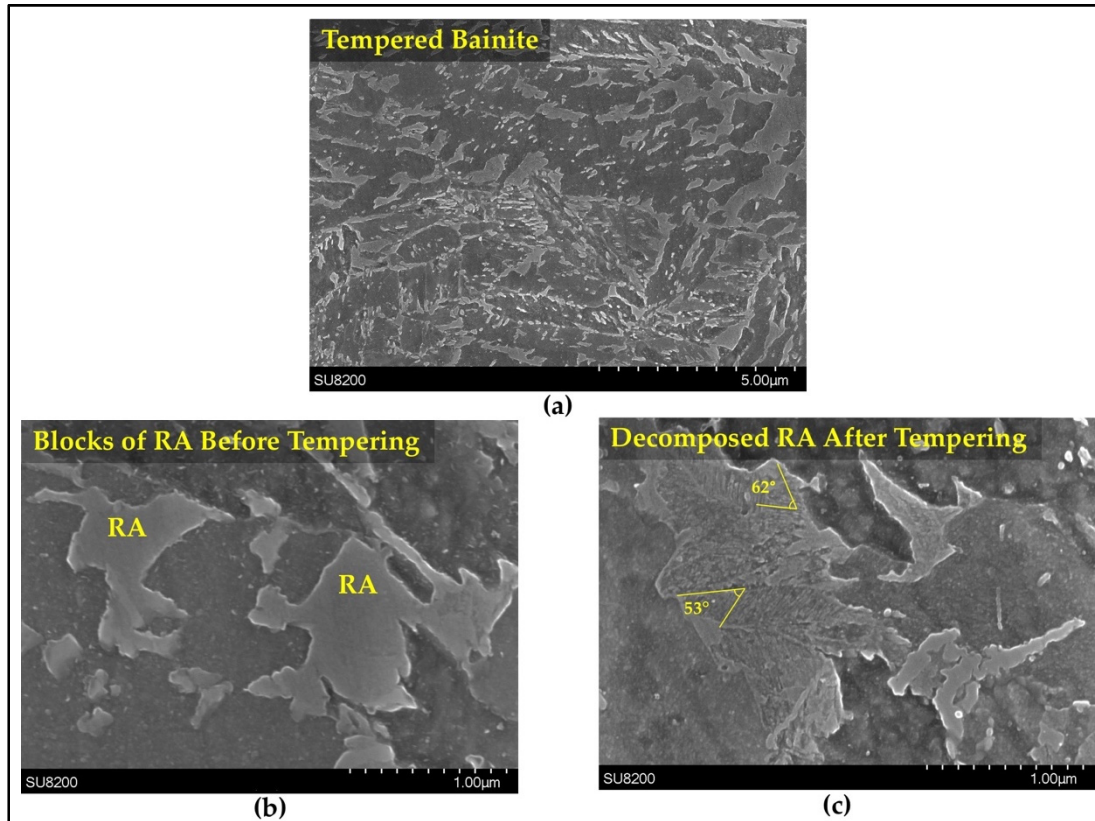 Tempered Bainite
SU8200 5.00μm
(a)
Blocks of RA Before Tempering
RA
RA
SU8200 1.00μm
(b)
Decomposed RA After Tempering
62°
53°
SU8200 1.00μm
(c)